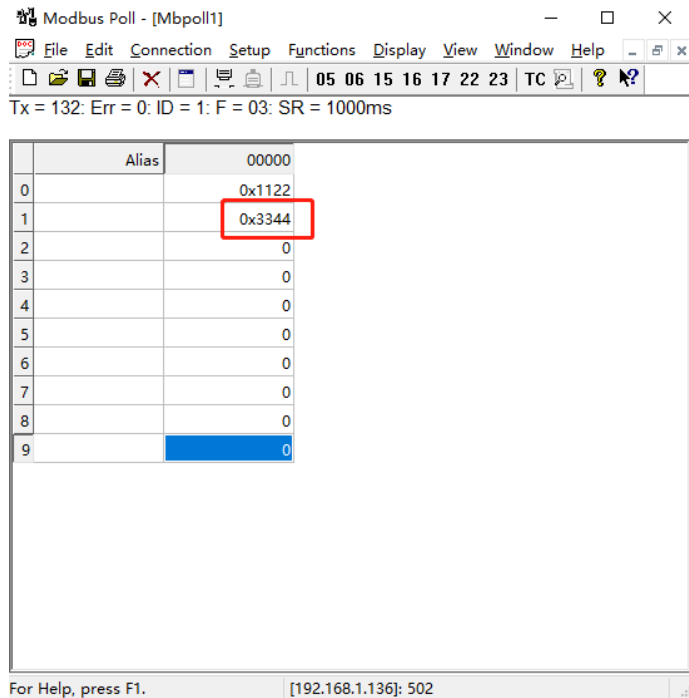 Modbus Poll - [Mbpoll1]
File Edit Connection Setup Functions Display View Window Help
05 06 15 16 17 22 23 TC
Tx = 132: Err = 0: ID = 1: F = 03: SR = 1000ms
Alias 00000
0 0x1122
1 0x3344
2 0
3 0
4 0
5 0
6 0
7 0
8 0
9 0
For Help, press F1. [192.168.1.136]: 502